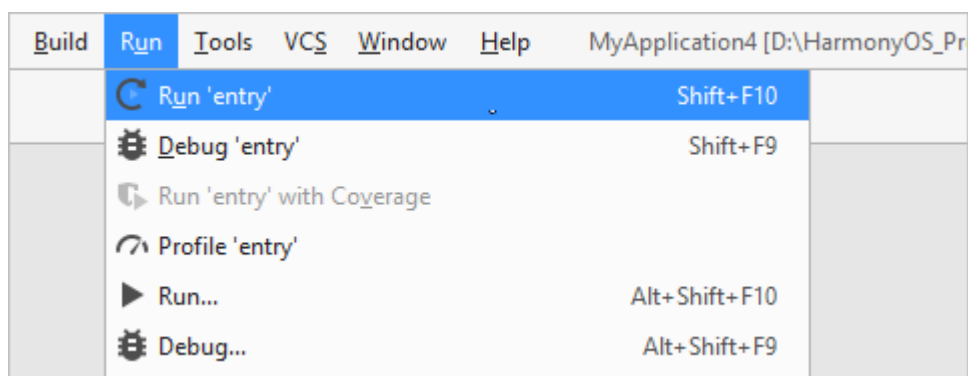 Build Run Tools VCS Window Help MyApplication4 [D:\HarmonyOS_Pr
Run 'entry' Shift+F10
Debug 'entry' Shift+F9
Run 'entry' with Coverage
Profile 'entry'
Run... Alt+Shift+F10
Debug... Alt+Shift+F9